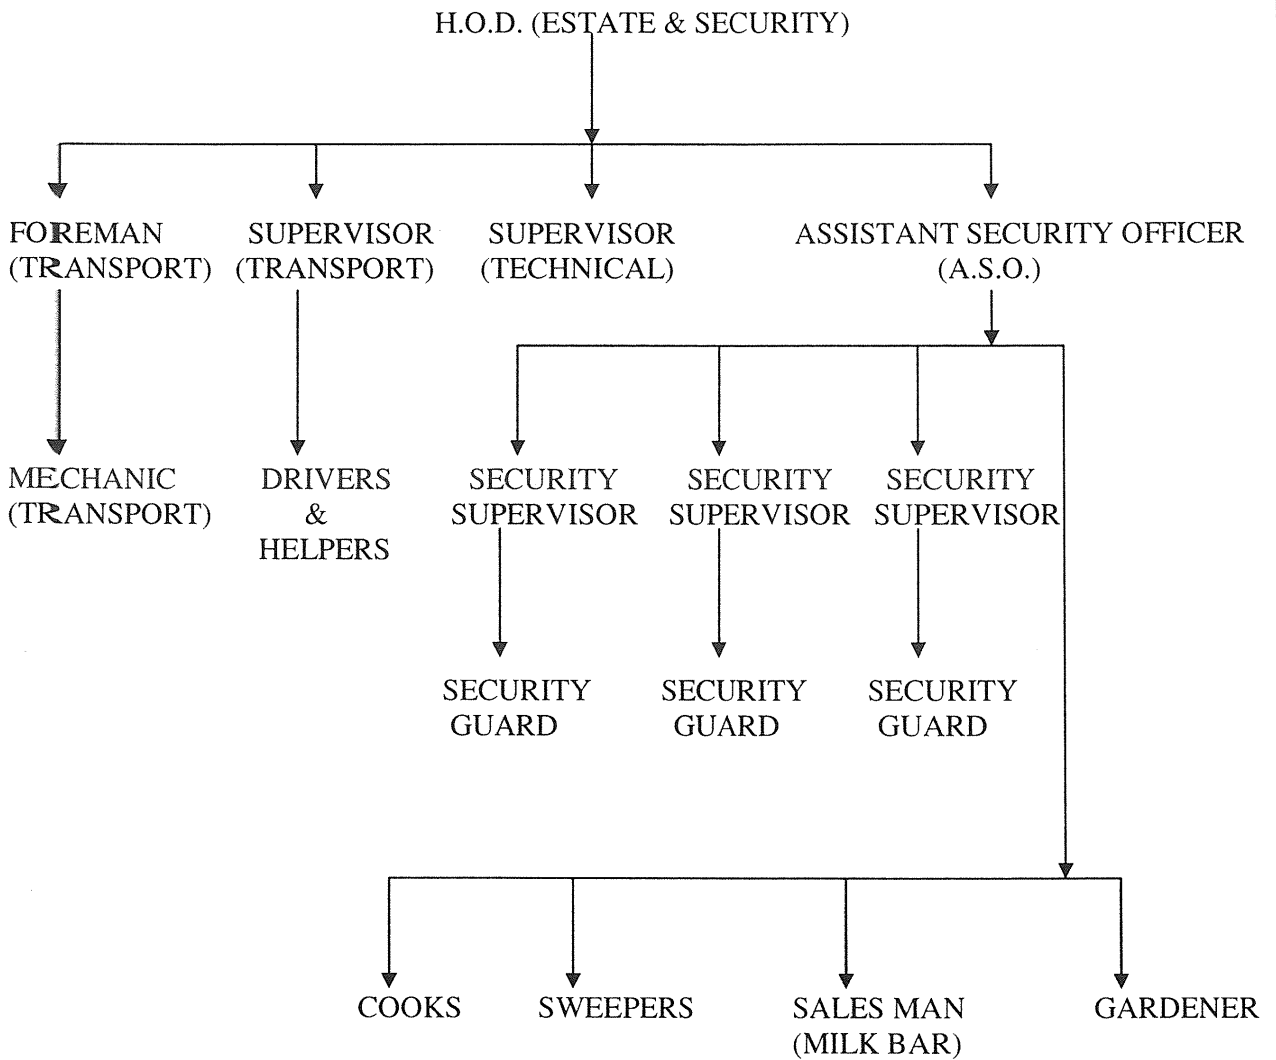 H.O.D. (ESTATE & SECURITY)
FOREMAN
(TRANSPORT)
SUPERVISOR
(TRANSPORT)
SUPERVISOR
(TECHNICAL)
ASSISTANT SECURITY OFFICER
(A.S.O.)
MECHANIC
(TRANSPORT)
DRIVERS
&
HELPERS
SECURITY
SUPERVISOR
SECURITY
SUPERVISOR
SECURITY
SUPERVISOR
SECURITY
GUARD
SECURITY
GUARD
SECURITY
GUARD
COOKS
SWEEPERS
SALES MAN
(MILK BAR)
GARDENER